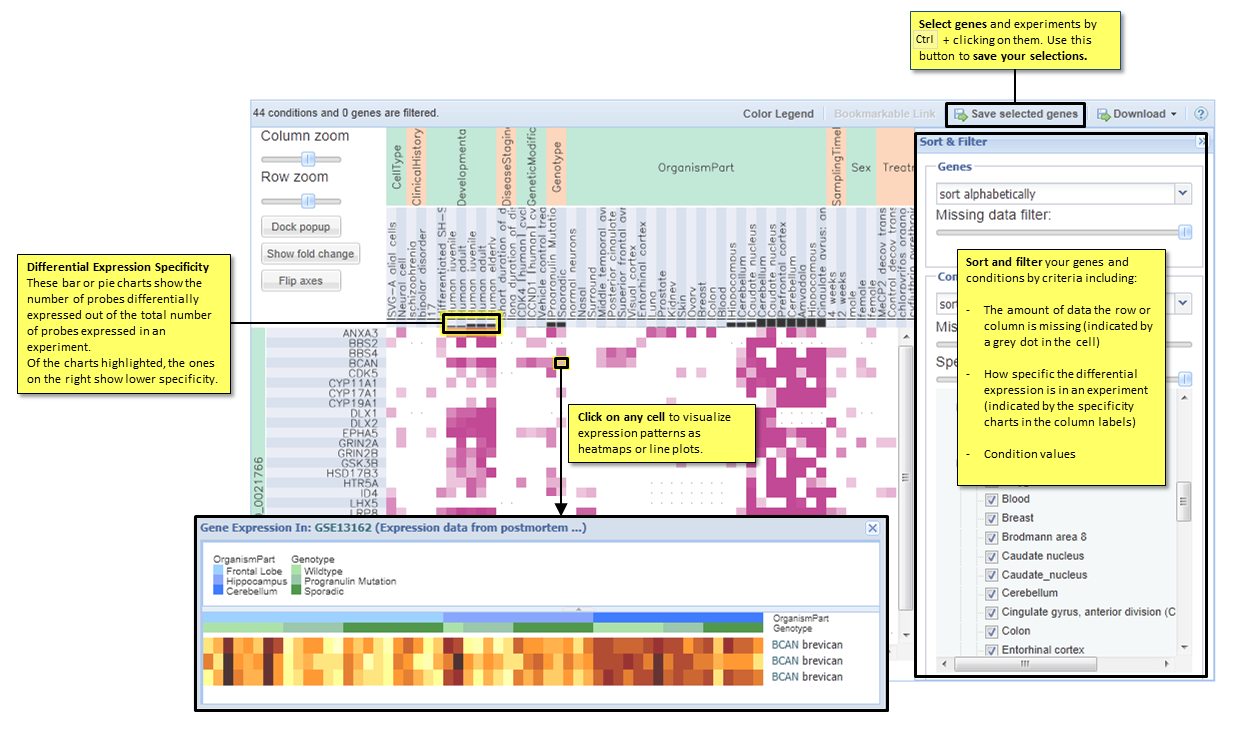 Select genes and experiments by
Ctrl + clicking on them. Use this
button to save your selections.
44 conditions and 0 genes are filtered.
Color Legend
Bookmarkable Link
Save selected genes
Download
?
Column zoom
Row zoom
Dock popup
Show fold change
Flip axes
CellType
ClinicalHistory
Developmenta
DiseaseStaging
GeneticModific
Genotype
OrganismPart
SamplingTimeI
Sex
Treatr
SVG-A glial cells
Neural cell
Schizophrenia
bipolar disorder
17
Differentiated SH-S
human juvenile
human adult
human juvenile
human adult
human elderly
short duration of d
long duration of di
CDK4 [human] cycl
CCND1 [human] cy
Vehicle control treq
Progranulin Mutatio
Sporadic
normal neurons
Nasal
Surround
Middle temporal avi
Posterior cingulate
Superior frontal avi
Visual cortex
Entorhinal cortex
Lung
Prostate
Kidney
Skin
Ovary
Breast
Colon
Blood
Hippocampus
Cerebellum
Caudate nucleus
Cerebellum
Caudate_nucleus
Prefrontal cortex
Cerebellum
Amygdala
Hippocampus
Cingulate gyrus: an
4 weeks
2 weeks
male
female
female
MeCP2 decoy trans
Control decoy trans
Differential Expression Specificity
These bar or pie charts show the
number of probes differentially
expressed out of the total number
of probes expressed in an
experiment.
Of the charts highlighted, the ones
on the right show lower specificity.
0021766
ANXA3
BBS2
BBS4
BCAN
CDK5
CYP11A1
CYP17A1
CYP19A1
DLX1
DLX2
EPHA5
GRIN2A
GRIN2B
GSK3B
HSD17B3
HTR5A
ID4
LHX5
LRP8
Click on any cell to visualize
expression patterns as
heatmaps or line plots.
Sort & Filter
Genes
sort alphabetically
Missing data filter:
Co
sor
Mis
Spe
Sort and filter your genes and
conditions by criteria including:
- The amount of data the row or
column is missing (indicated by
a grey dot in the cell)
- How specific the differential
expression is in an experiment
(indicated by the specificity
charts in the column labels)
- Condition values
Blood
Breast
Brodmann area 8
Caudate nucleus
Caudate_nucleus
Cerebellum
Cingulate gyrus, anterior division (C
Colon
Entorhinal cortex
Gene Expression In: GSE13162 (Expression data from postmortem ...)
OrganismPart
Frontal Lobe
Hippocampus
Cerebellum
Genotype
Wildtype
Progranulin Mutation
Sporadic
OrganismPart
Genotype
BCAN brevican
BCAN brevican
BCAN brevican